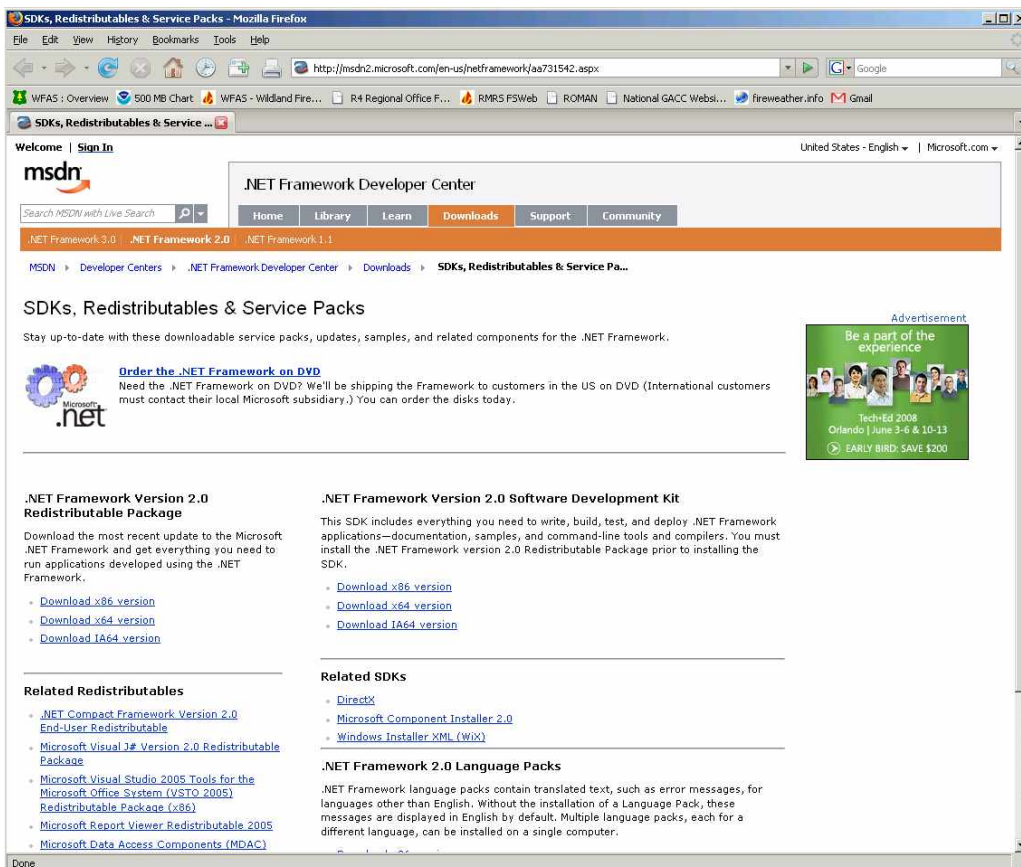 SDKs, Redistributables & Service Packs - Mozilla Firefox
File Edit View History Bookmarks Tools Help
http://msdn2.microsoft.com/en-us/netframework/aa731542.aspx
G Google
WFAS : Overview 500 MB Chart WFAS - Wildland Fire... R4 Regional Office F... RMRS FSWeb ROMAN National GACC Websi... fireweather.info Gmail
SDKs, Redistributables & Service ...
Welcome | Sign In
United States - English | Microsoft.com
msdn
.NET Framework Developer Center
Search MSDN with Live Search
Home Library Learn Downloads Support Community
.NET Framework 3.0 | .NET Framework 2.0 | .NET Framework 1.1
MSDN Developer Centers .NET Framework Developer Center Downloads SDKs, Redistributables & Service Pa...
SDKs, Redistributables & Service Packs
Stay up-to-date with these downloadable service packs, updates, samples, and related components for the .NET Framework.
Microsoft
.net
Order the .NET Framework on DVD
Need the .NET Framework on DVD? We'll be shipping the Framework to customers in the US on DVD (International customers
must contact their local Microsoft subsidiary.) You can order the disks today.
Advertisement
Be a part of the
experience
Tech•Ed 2008
Orlando | June 3-6 & 10-13
EARLY BIRD: SAVE $200
.NET Framework Version 2.0
Redistributable Package
Download the most recent update to the Microsoft
.NET Framework and get everything you need to
run applications developed using the .NET
Framework.
Download x86 version
Download x64 version
Download IA64 version
Related Redistributables
.NET Compact Framework Version 2.0
End-User Redistributable
Microsoft Visual J# Version 2.0 Redistributable
Package
Microsoft Visual Studio 2005 Tools for the
Microsoft Office System (VSTO 2005)
Redistributable Package (x86)
Microsoft Report Viewer Redistributable 2005
Microsoft Data Access Components (MDAC)
.NET Framework Version 2.0 Software Development Kit
This SDK includes everything you need to write, build, test, and deploy .NET Framework
applications—documentation, samples, and command-line tools and compilers. You must
install the .NET Framework version 2.0 Redistributable Package prior to installing the
SDK.
Download x86 version
Download x64 version
Download IA64 version
Related SDKs
DirectX
Microsoft Component Installer 2.0
Windows Installer XML (WiX)
.NET Framework 2.0 Language Packs
.NET Framework language packs contain translated text, such as error messages, for
languages other than English. Without the installation of a Language Pack, these
messages are displayed in English by default. Multiple language packs, each for a
different language, can be installed on a single computer.
Done